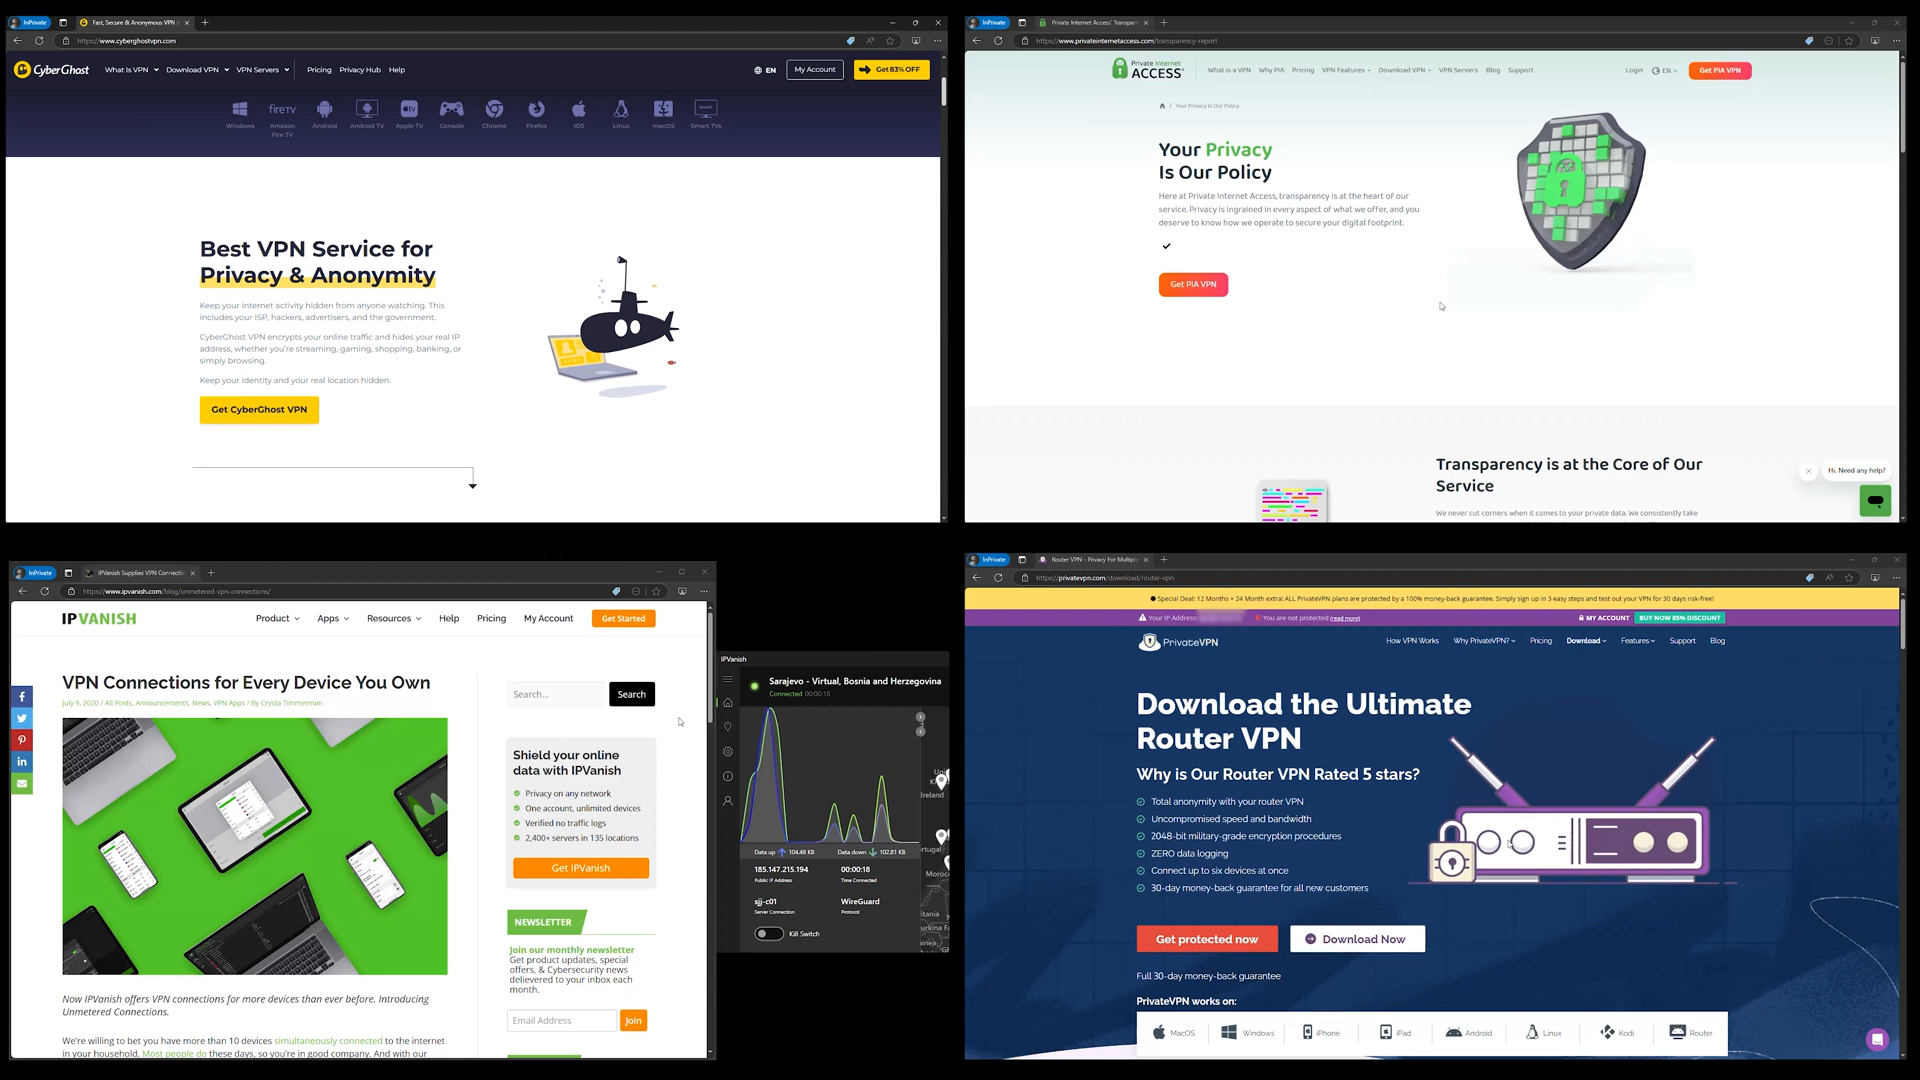 InPrivate
Fast, Secure & Anonymous VPN s
https://www.cyberghostvpn.com
CyberGhost
What Is VPN
Download VPN
VPN Servers
Pricing
Privacy Hub
Help
EN
My Account
Get 83% OFF
Windows
fireTV
Amazon
Fire TV
Android
Android TV
Apple TV
Console
Chrome
Firefox
iOS
Linux
macOS
SMART
Smart TVs
Best VPN Service for
Privacy & Anonymity
Keep your internet activity hidden from anyone watching. This
includes your ISP, hackers, advertisers, and the government.
CyberGhost VPN encrypts your online traffic and hides your real IP
address, whether you're streaming, gaming, shopping, banking, or
simply browsing.
Keep your identity and your real location hidden.
Get CyberGhost VPN
InPrivate
Private Internet Access' Transpar
https://www.privateinternetaccess.com/transparency-report
Private Internet
ACCESS
What is a VPN
Why PIA
Pricing
VPN Features
Download VPN
VPN Servers
Blog
Support
Login
EN
Get PIA VPN
Your Privacy Is Our Policy
Your Privacy
Is Our Policy
Here at Private Internet Access, transparency is at the heart of our
service. Privacy is ingrained in every aspect of what we offer, and you
deserve to know how we operate to secure your digital footprint.
Get PIA VPN
Transparency is at the Core of Our
Service
We never cut corners when it comes to your private data. We consistently take
Hi. Need any help?
InPrivate
IPVanish Supplies VPN Connectio
https://www.ipvanish.com/blog/unmetered-vpn-connections/
IPVANISH
Product
Apps
Resources
Help
Pricing
My Account
Get Started
VPN Connections for Every Device You Own
July 9, 2020 / All Posts, Announcements, News, VPN Apps / By Crysta Timmerman
Now IPVanish offers VPN connections for more devices than ever before. Introducing
Unmetered Connections.
We're willing to bet you have more than 10 devices simultaneously connected to the internet
in your household. Most people do these days, so you're in good company. And with our
Search...
Search
Shield your online
data with IPVanish
Privacy on any network
One account, unlimited devices
Verified no traffic logs
2,400+ servers in 135 locations
Get IPVanish
NEWSLETTER
Join our monthly newsletter
Get product updates, special
offers, & Cybersecurity news
delievered to your inbox each
month.
Email Address
Join
IPVanish
Sarajevo - Virtual, Bosnia and Herzegovina
Connected 00:00:18
Data up 104.48 KB
Data down 102.81 KB
185.147.215.194
Public IP Address
00:00:18
Time Connected
sjj-c01
Server Connection
WireGuard
Protocol
Kill Switch
InPrivate
Router VPN - Privacy For Multiple
https://privatevpn.com/download/router-vpn
Special Deal: 12 Months + 24 Month extra! ALL PrivateVPN plans are protected by a 100% money-back guarantee. Simply sign up in 3 easy steps and test out your VPN for 30 days risk-free!
Your IP Address:
You are not protected (read more)
MY ACCOUNT
BUY NOW 85% DISCOUNT
PrivateVPN
How VPN Works
Why PrivateVPN?
Pricing
Download
Features
Support
Blog
Download the Ultimate
Router VPN
Why is Our Router VPN Rated 5 stars?
Total anonymity with your router VPN
Uncompromised speed and bandwidth
2048-bit military-grade encryption procedures
ZERO data logging
Connect up to six devices at once
30-day money-back guarantee for all new customers
Get protected now
Download Now
Full 30-day money-back guarantee
PrivateVPN works on:
MacOS
Windows
iPhone
iPad
Android
Linux
Kodi
Router